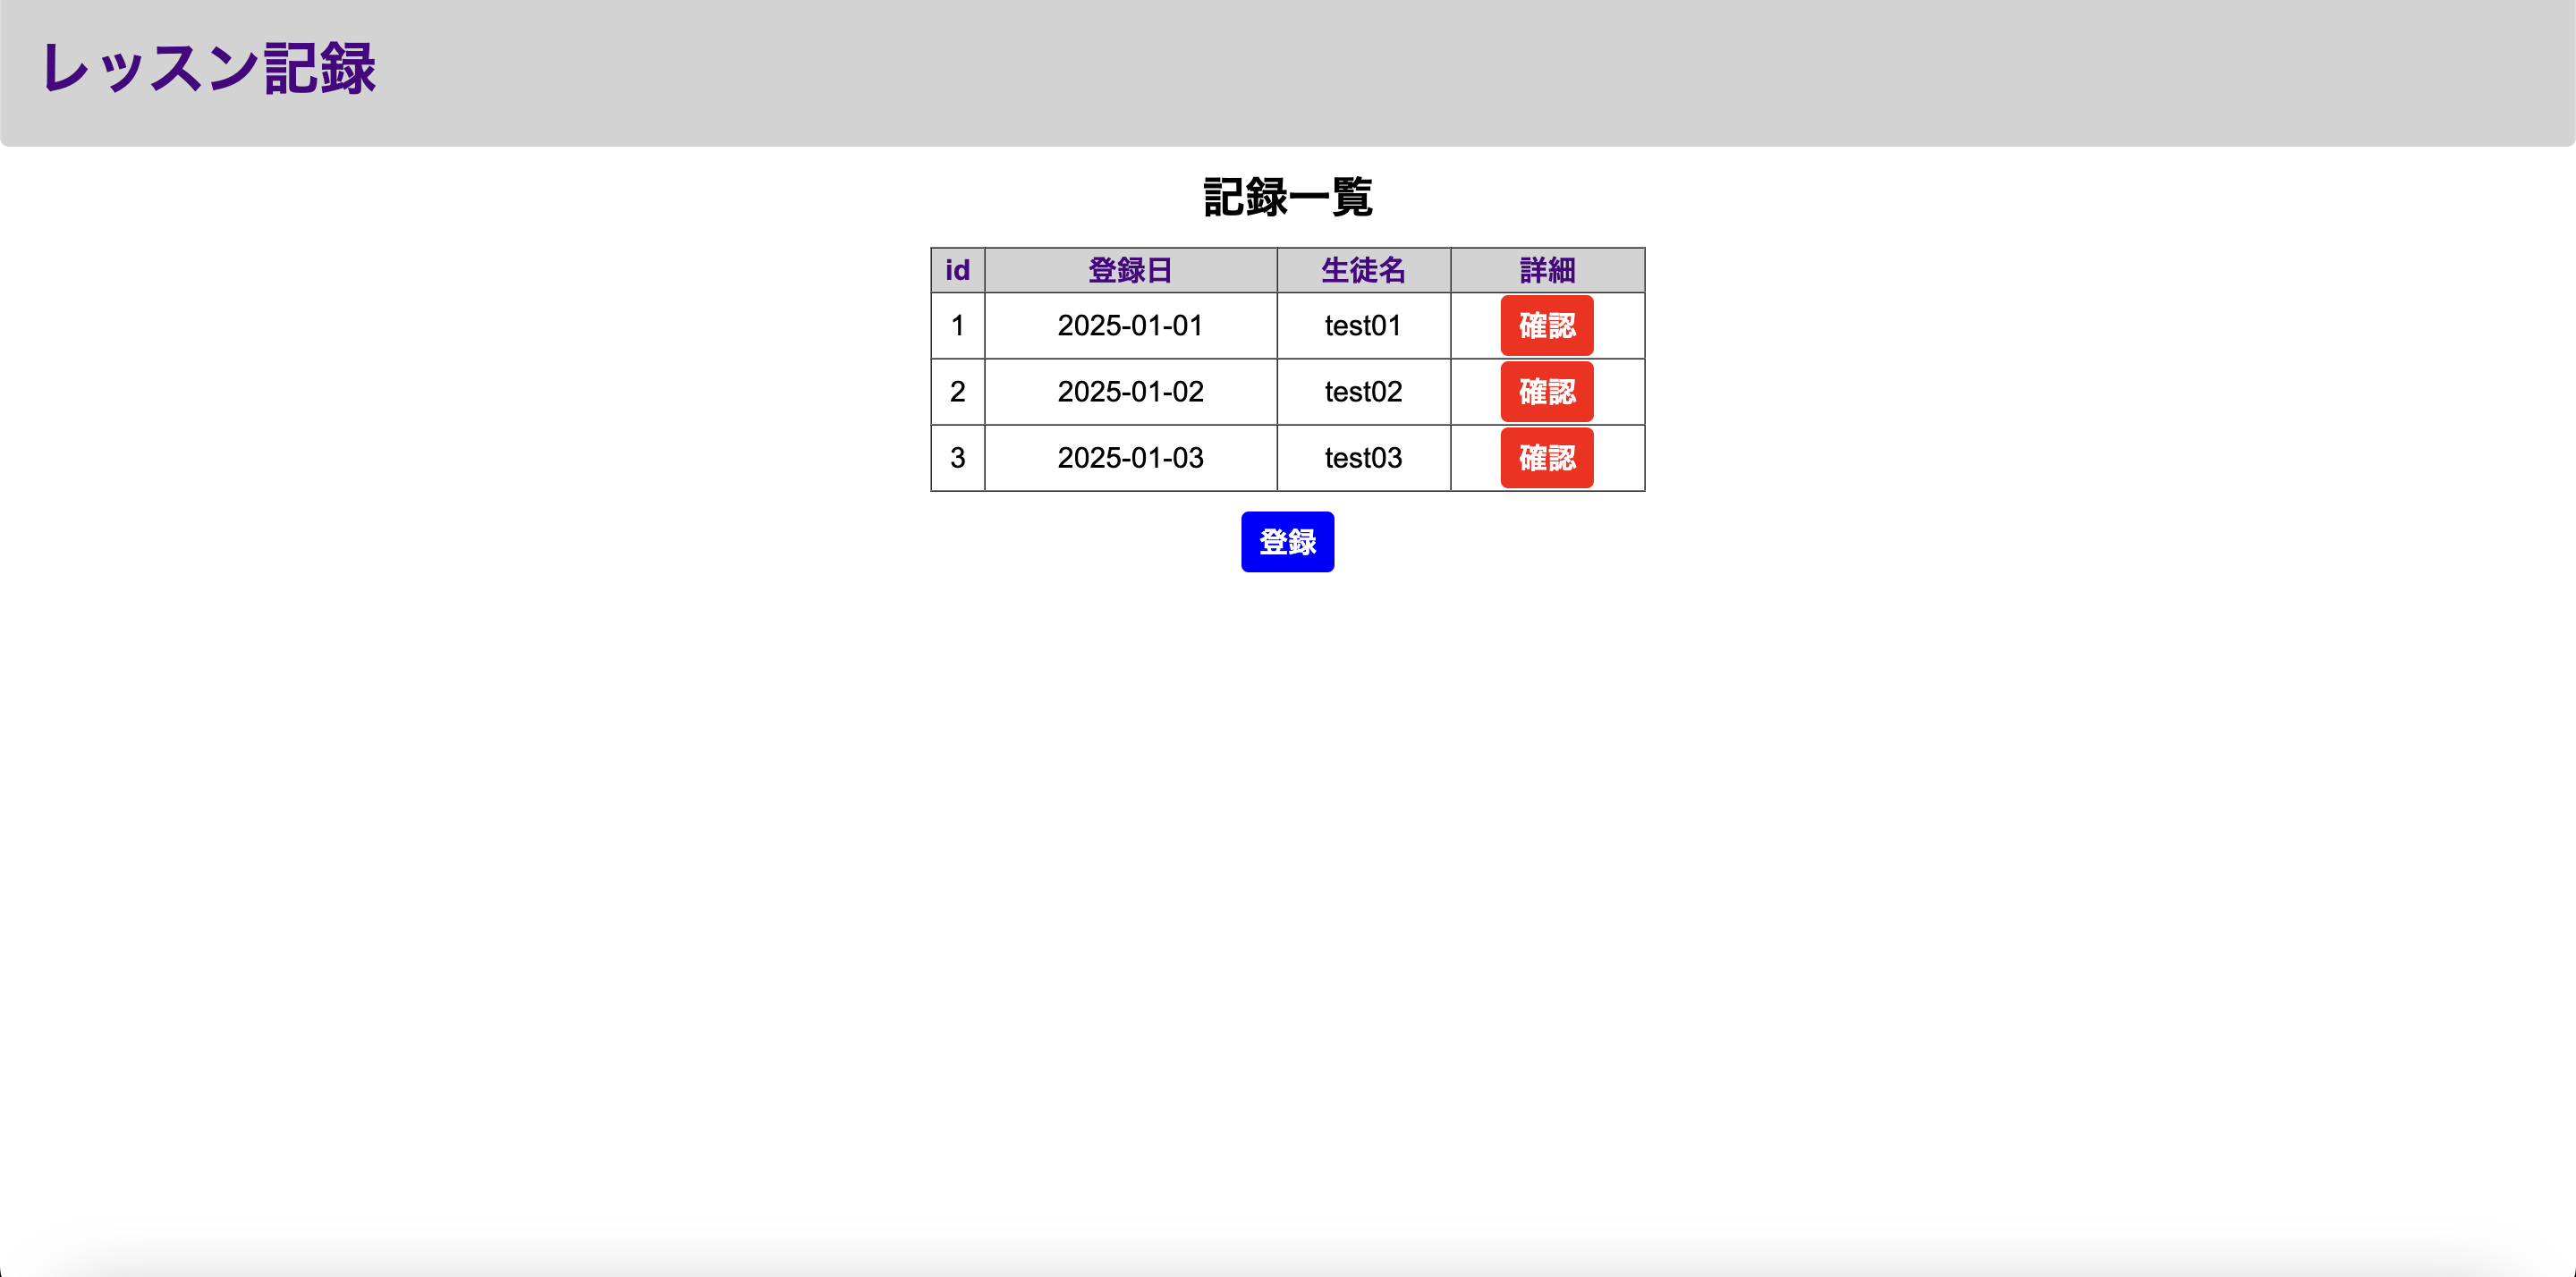 レッスン記録
記録一覧
id 登録日 生徒名 詳細
1 2025-01-01 test01 確認
2 2025-01-02 test02 確認
3 2025-01-03 test03 確認
登録